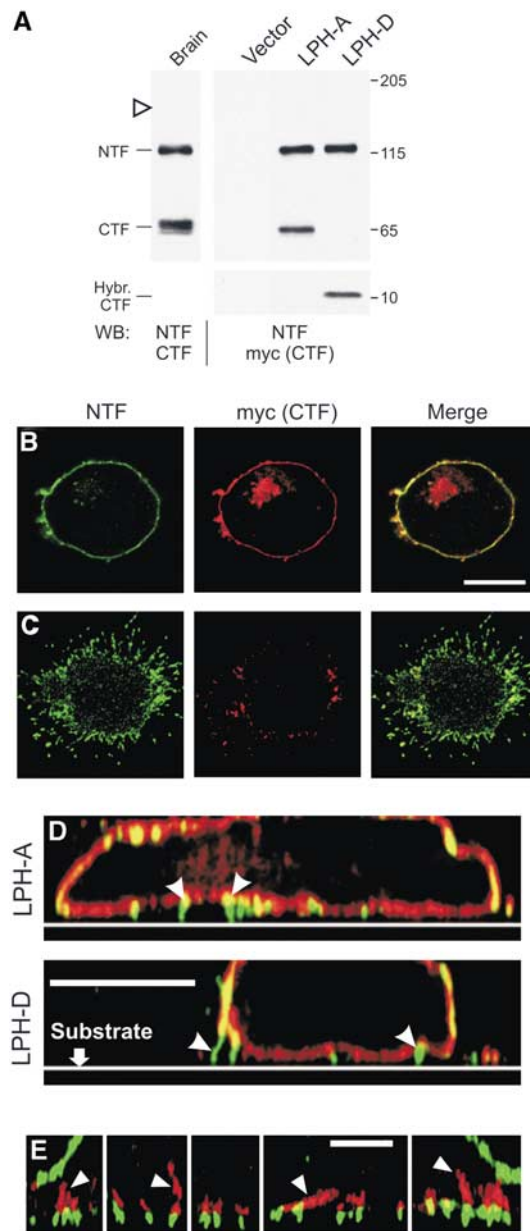 A
Brain
Vector
LPH-A
LPH-D
205
NTF
115
CTF
65
Hybr.
CTF
10
WB:
NTF
CTF
NTF
myc (CTF)
NTF
myc (CTF)
Merge
B
C
D
LPH-A
LPH-D
Substrate
E